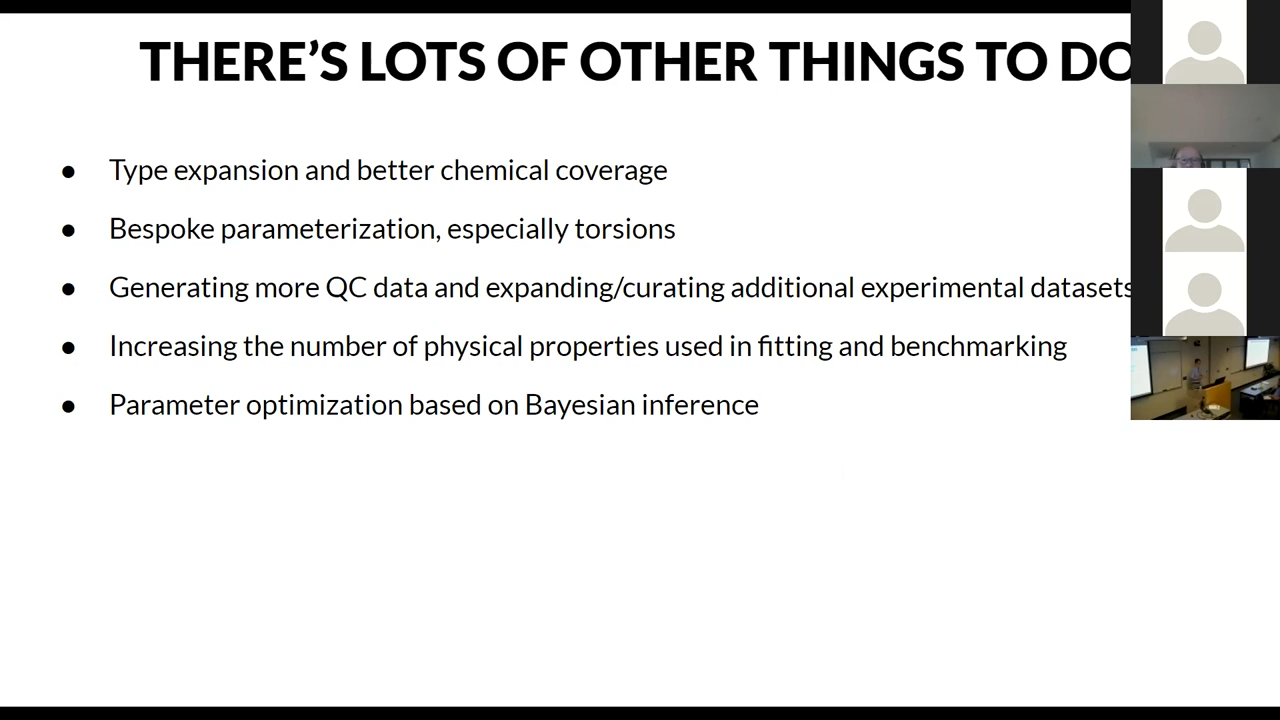 THERE’S LOTS OF OTHER THINGS TO DO
● Type expansion and better chemical coverage
● Bespoke parameterization, especially torsions
● Generating more QC data and expanding/curating additional experimental datasets
● Increasing the number of physical properties used in fitting and benchmarking
● Parameter optimization based on Bayesian inference